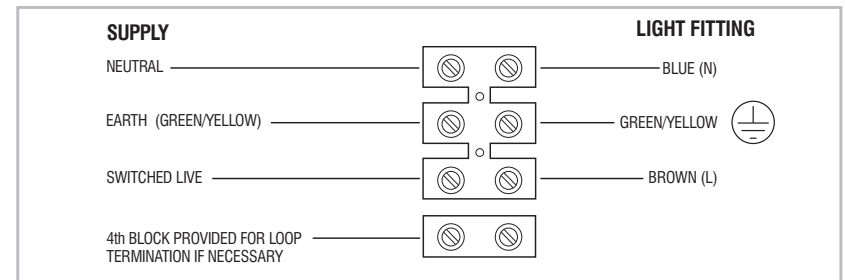 SUPPLY
LIGHT FITTING
NEUTRAL
BLUE (N)
EARTH (GREEN/YELLOW)
GREEN/YELLOW
SWITCHED LIVE
BROWN (L)
4th BLOCK PROVIDED FOR LOOP
TERMINATION IF NECESSARY